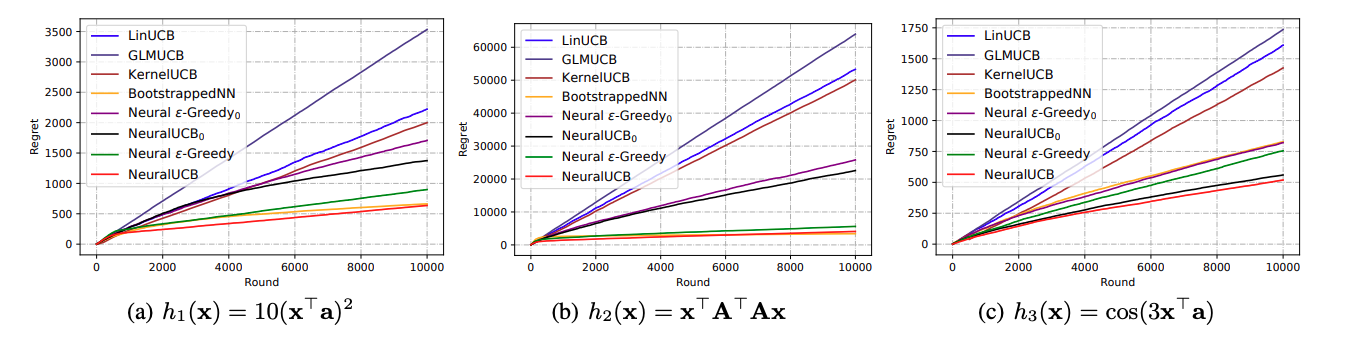 3500
3000
2500
2000
1500
1000
500
0
Regret
LinUCB
GLMUCB
KernelUCB
BootstrappedNN
Neural ε-Greedy₀
NeuralUCB₀
Neural ε-Greedy
NeuralUCB
0 2000 4000 6000 8000 10000
Round
(a) h₁(x) = 10(x⊤a)²
60000
50000
40000
30000
20000
10000
0
Regret
LinUCB
GLMUCB
KernelUCB
BootstrappedNN
Neural ε-Greedy₀
NeuralUCB₀
Neural ε-Greedy
NeuralUCB
0 2000 4000 6000 8000 10000
Round
(b) h₂(x) = x⊤A⊤Ax
1750
1500
1250
1000
750
500
250
0
Regret
LinUCB
GLMUCB
KernelUCB
BootstrappedNN
Neural ε-Greedy₀
NeuralUCB₀
Neural ε-Greedy
NeuralUCB
0 2000 4000 6000 8000 10000
Round
(c) h₃(x) = cos(3x⊤a)